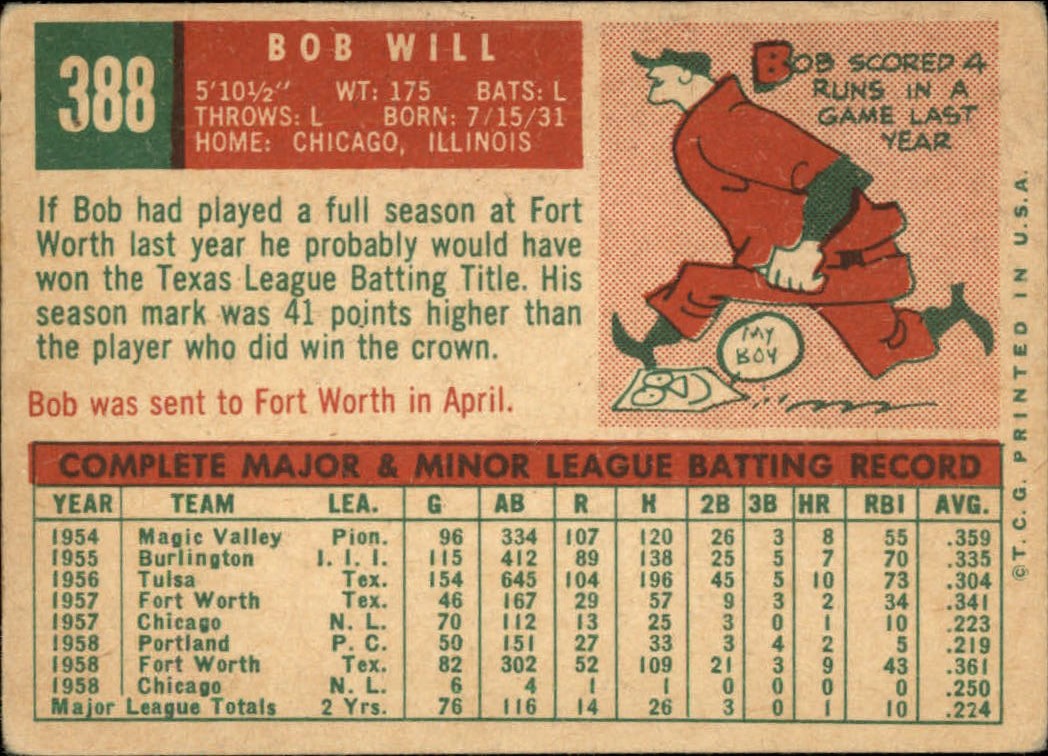 388
BOB WILL
5'10½" WT: 175 BATS: L
THROWS: L BORN: 7/15/31
HOME: CHICAGO, ILLINOIS
BOB SCORED 4
RUNS IN A
GAME LAST
YEAR
MY
BOY
If Bob had played a full season at Fort
Worth last year he probably would have
won the Texas League Batting Title. His
season mark was 41 points higher than
the player who did win the crown.
Bob was sent to Fort Worth in April.
COMPLETE MAJOR & MINOR LEAGUE BATTING RECORD
YEAR TEAM LEA. G AB R H 2B 3B HR RBI AVG.
1954 Magic Valley Pion. 96 334 107 120 26 3 8 55 .359
1955 Burlington I. I. I. 115 412 89 138 25 5 7 70 .335
1956 Tulsa Tex. 154 645 104 196 45 5 10 73 .304
1957 Fort Worth Tex. 46 167 29 57 9 3 2 34 .341
1957 Chicago N. L. 70 112 13 25 3 0 1 10 .223
1958 Portland P. C. 50 151 27 33 3 4 2 5 .219
1958 Fort Worth Tex. 82 302 52 109 21 3 9 43 .361
1958 Chicago N. L. 6 4 1 1 0 0 0 0 .250
Major League Totals 2 Yrs. 76 116 14 26 3 0 1 10 .224
©T. C. G. PRINTED IN U.S.A.